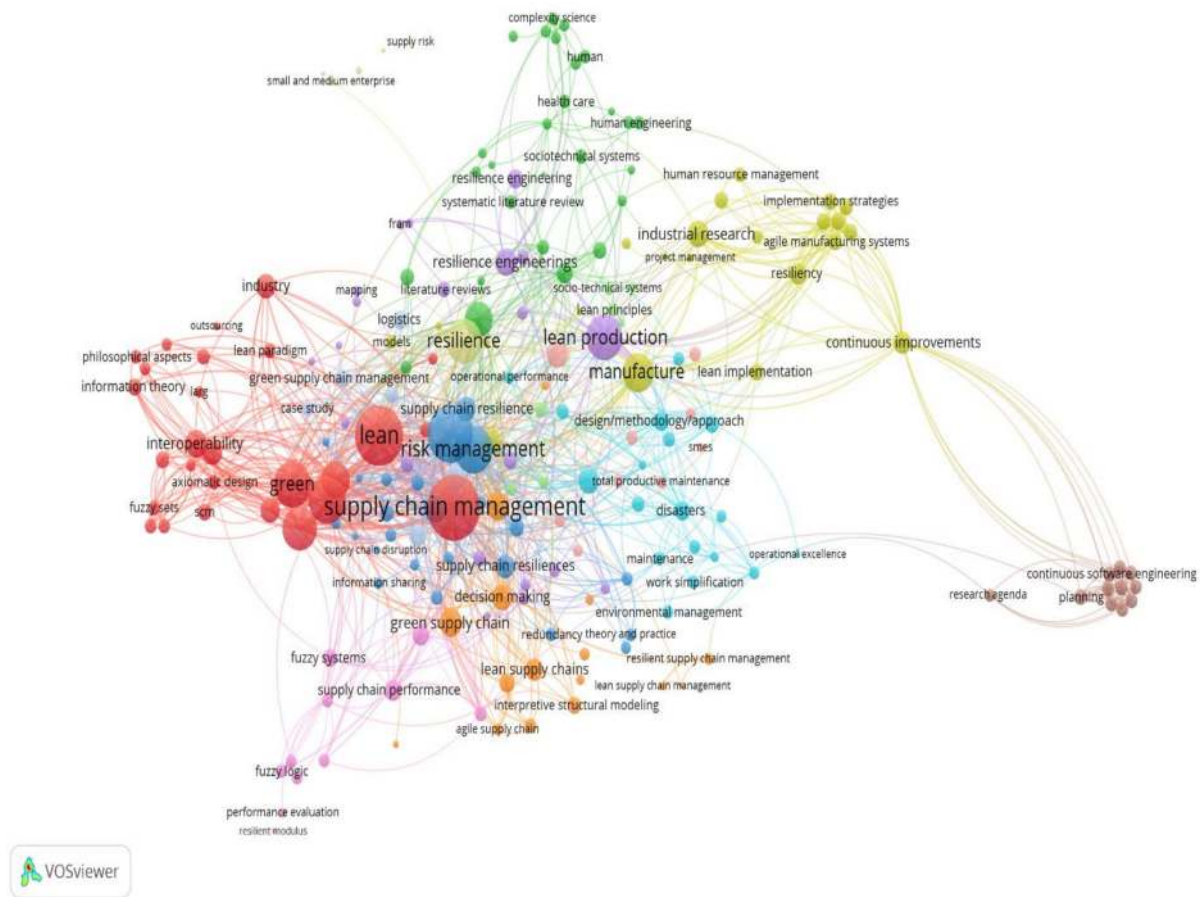 complexity science
supply risk
human
small and medium enterprise
health care
human engineering
sociotechnical systems
human resource management
resilience engineering
systematic literature review
implementation strategies
fram
industrial research
agile manufacturing systems
project management
resilience engineerings
resiliency
industry
mapping
literature reviews
socio-technical systems
lean principles
logistics
outsourcing
models
resilience
lean production
continuous improvements
philosophical aspects
lean paradigm
information theory
larg
green supply chain management
operational performance
manufacture
lean implementation
case study
supply chain resilience
design/methodology/approach
interoperability
lean
risk management
smes
axiomatic design
green
total productive maintenance
fuzzy sets
scm
supply chain management
disasters
supply chain disruption
supply chain resiliences
maintenance
operational excellence
information sharing
work simplification
continuous software engineering
decision making
research agenda
planning
green supply chain
environmental management
redundancy
theory and practice
fuzzy systems
lean supply chains
resilient supply chain management
supply chain performance
lean supply chain management
interpretive structural modeling
agile supply chain
fuzzy logic
performance evaluation
resilient modulus
VOSviewer